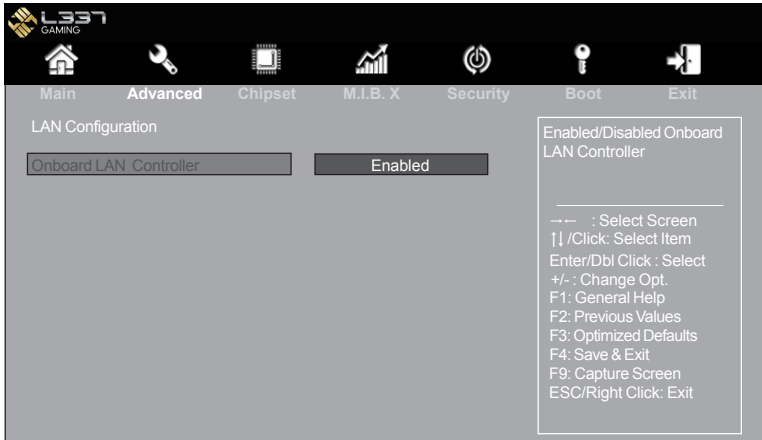 L337
GAMING
Main Advanced Chipset M.I.B. X Security Boot Exit
LAN Configuration
Onboard LAN Controller Enabled
Enabled/Disabled Onboard
LAN Controller
→← : Select Screen
↑↓/Click: Select Item
Enter/Dbl Click : Select
+/- : Change Opt.
F1: General Help
F2: Previous Values
F3: Optimized Defaults
F4: Save & Exit
F9: Capture Screen
ESC/Right Click: Exit